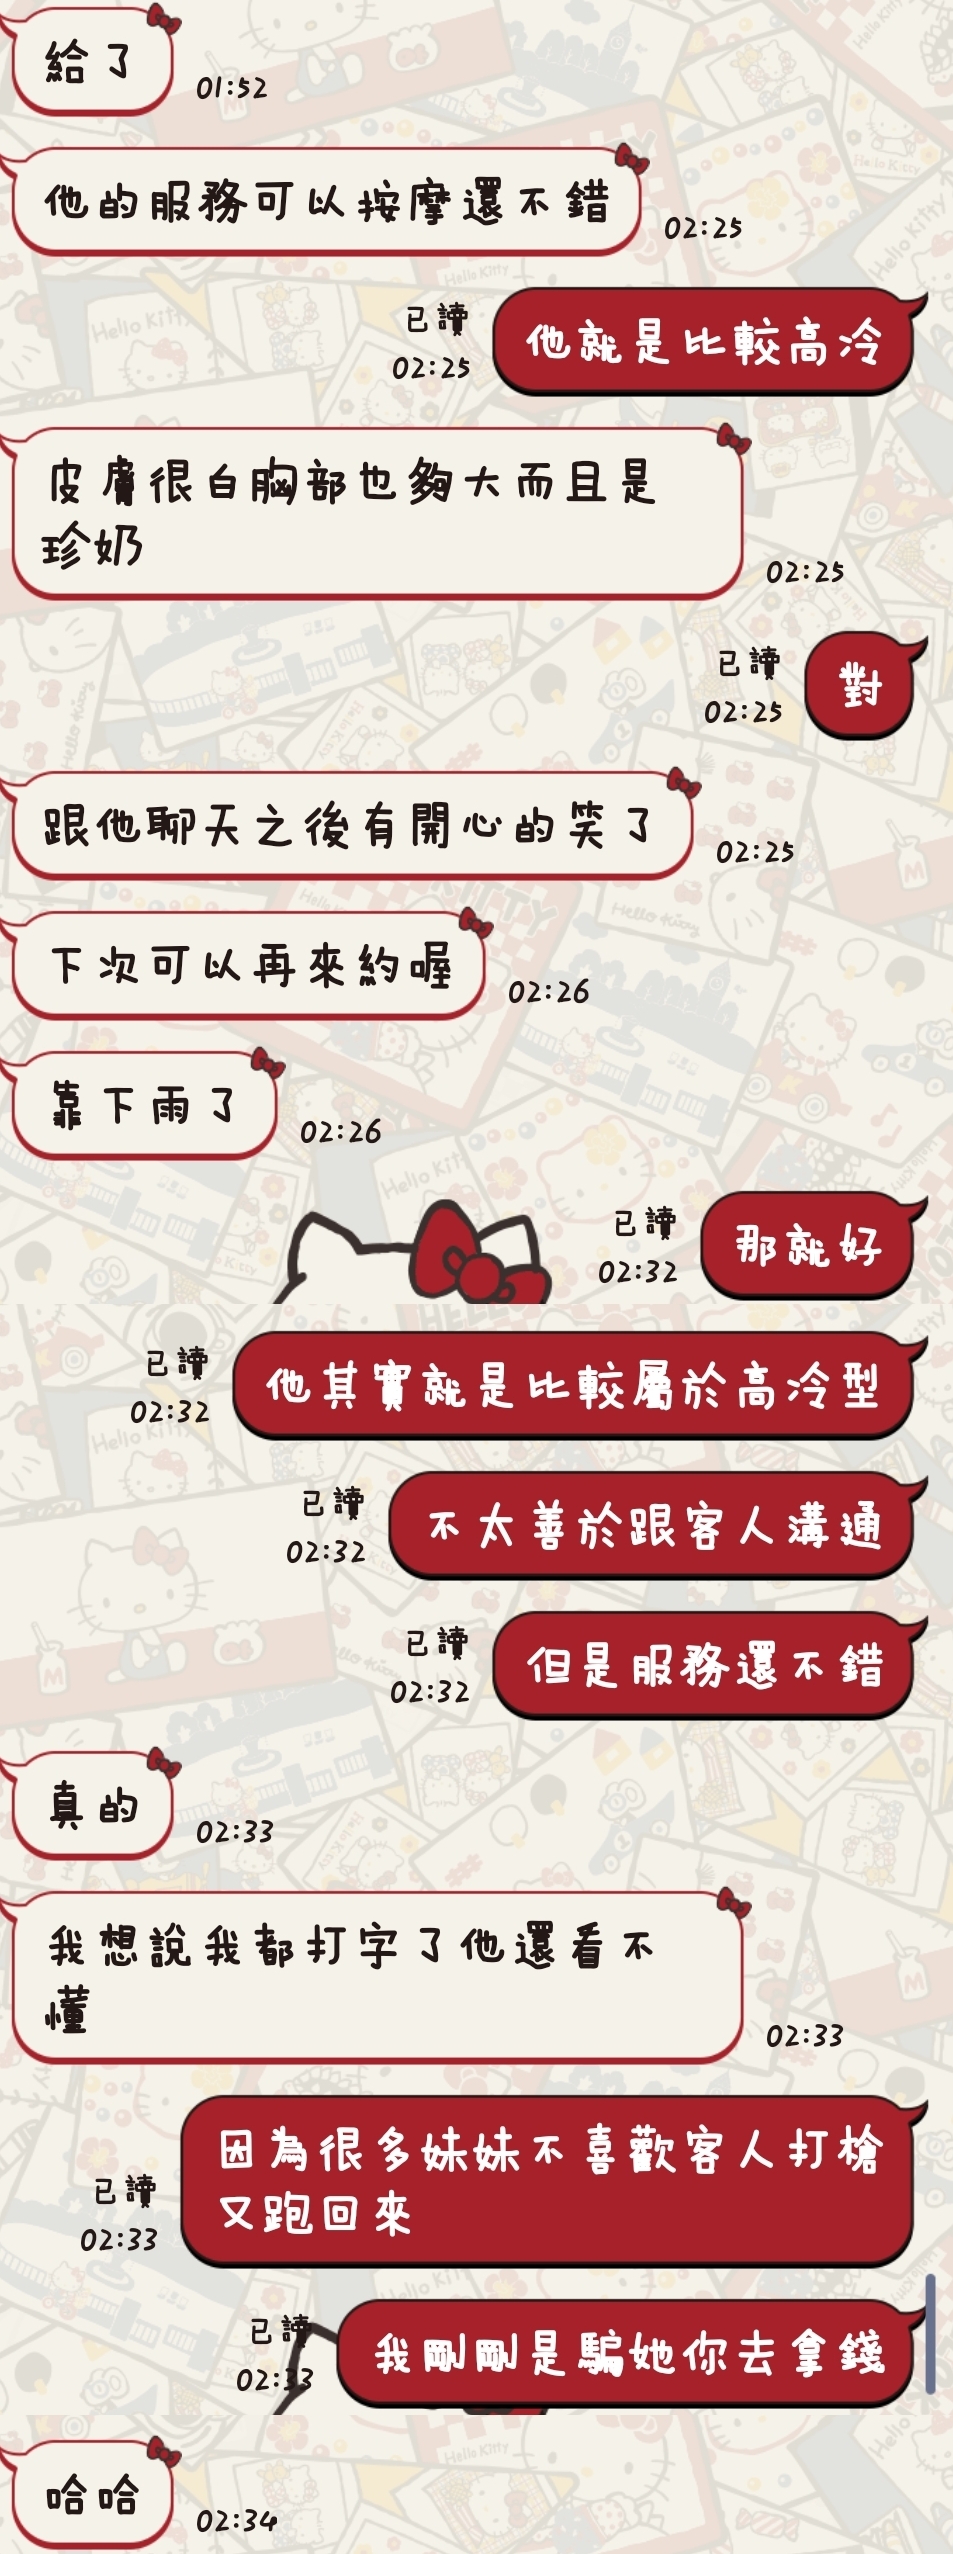 給了
01:52
他的服務可以按摩還不錯
02:25
已讀
02:25
他就是比較高冷
皮膚很白胸部也夠大而且是
珍奶
02:25
已讀
02:25
對
跟他聊天之後有開心的笑了
02:25
下次可以再來約喔
02:26
靠下雨了
02:26
已讀
02:32
那就好
已讀
02:32
他其實就是比較屬於高冷型
已讀
02:32
不太善於跟客人溝通
已讀
02:32
但是服務還不錯
真的
02:33
我想說我都打字了他還看不
懂
02:33
因為很多妹妹不喜歡客人打槍
又跑回來
已讀
02:33
已讀
02:33
我剛剛是騙她你去拿錢
哈哈
02:34